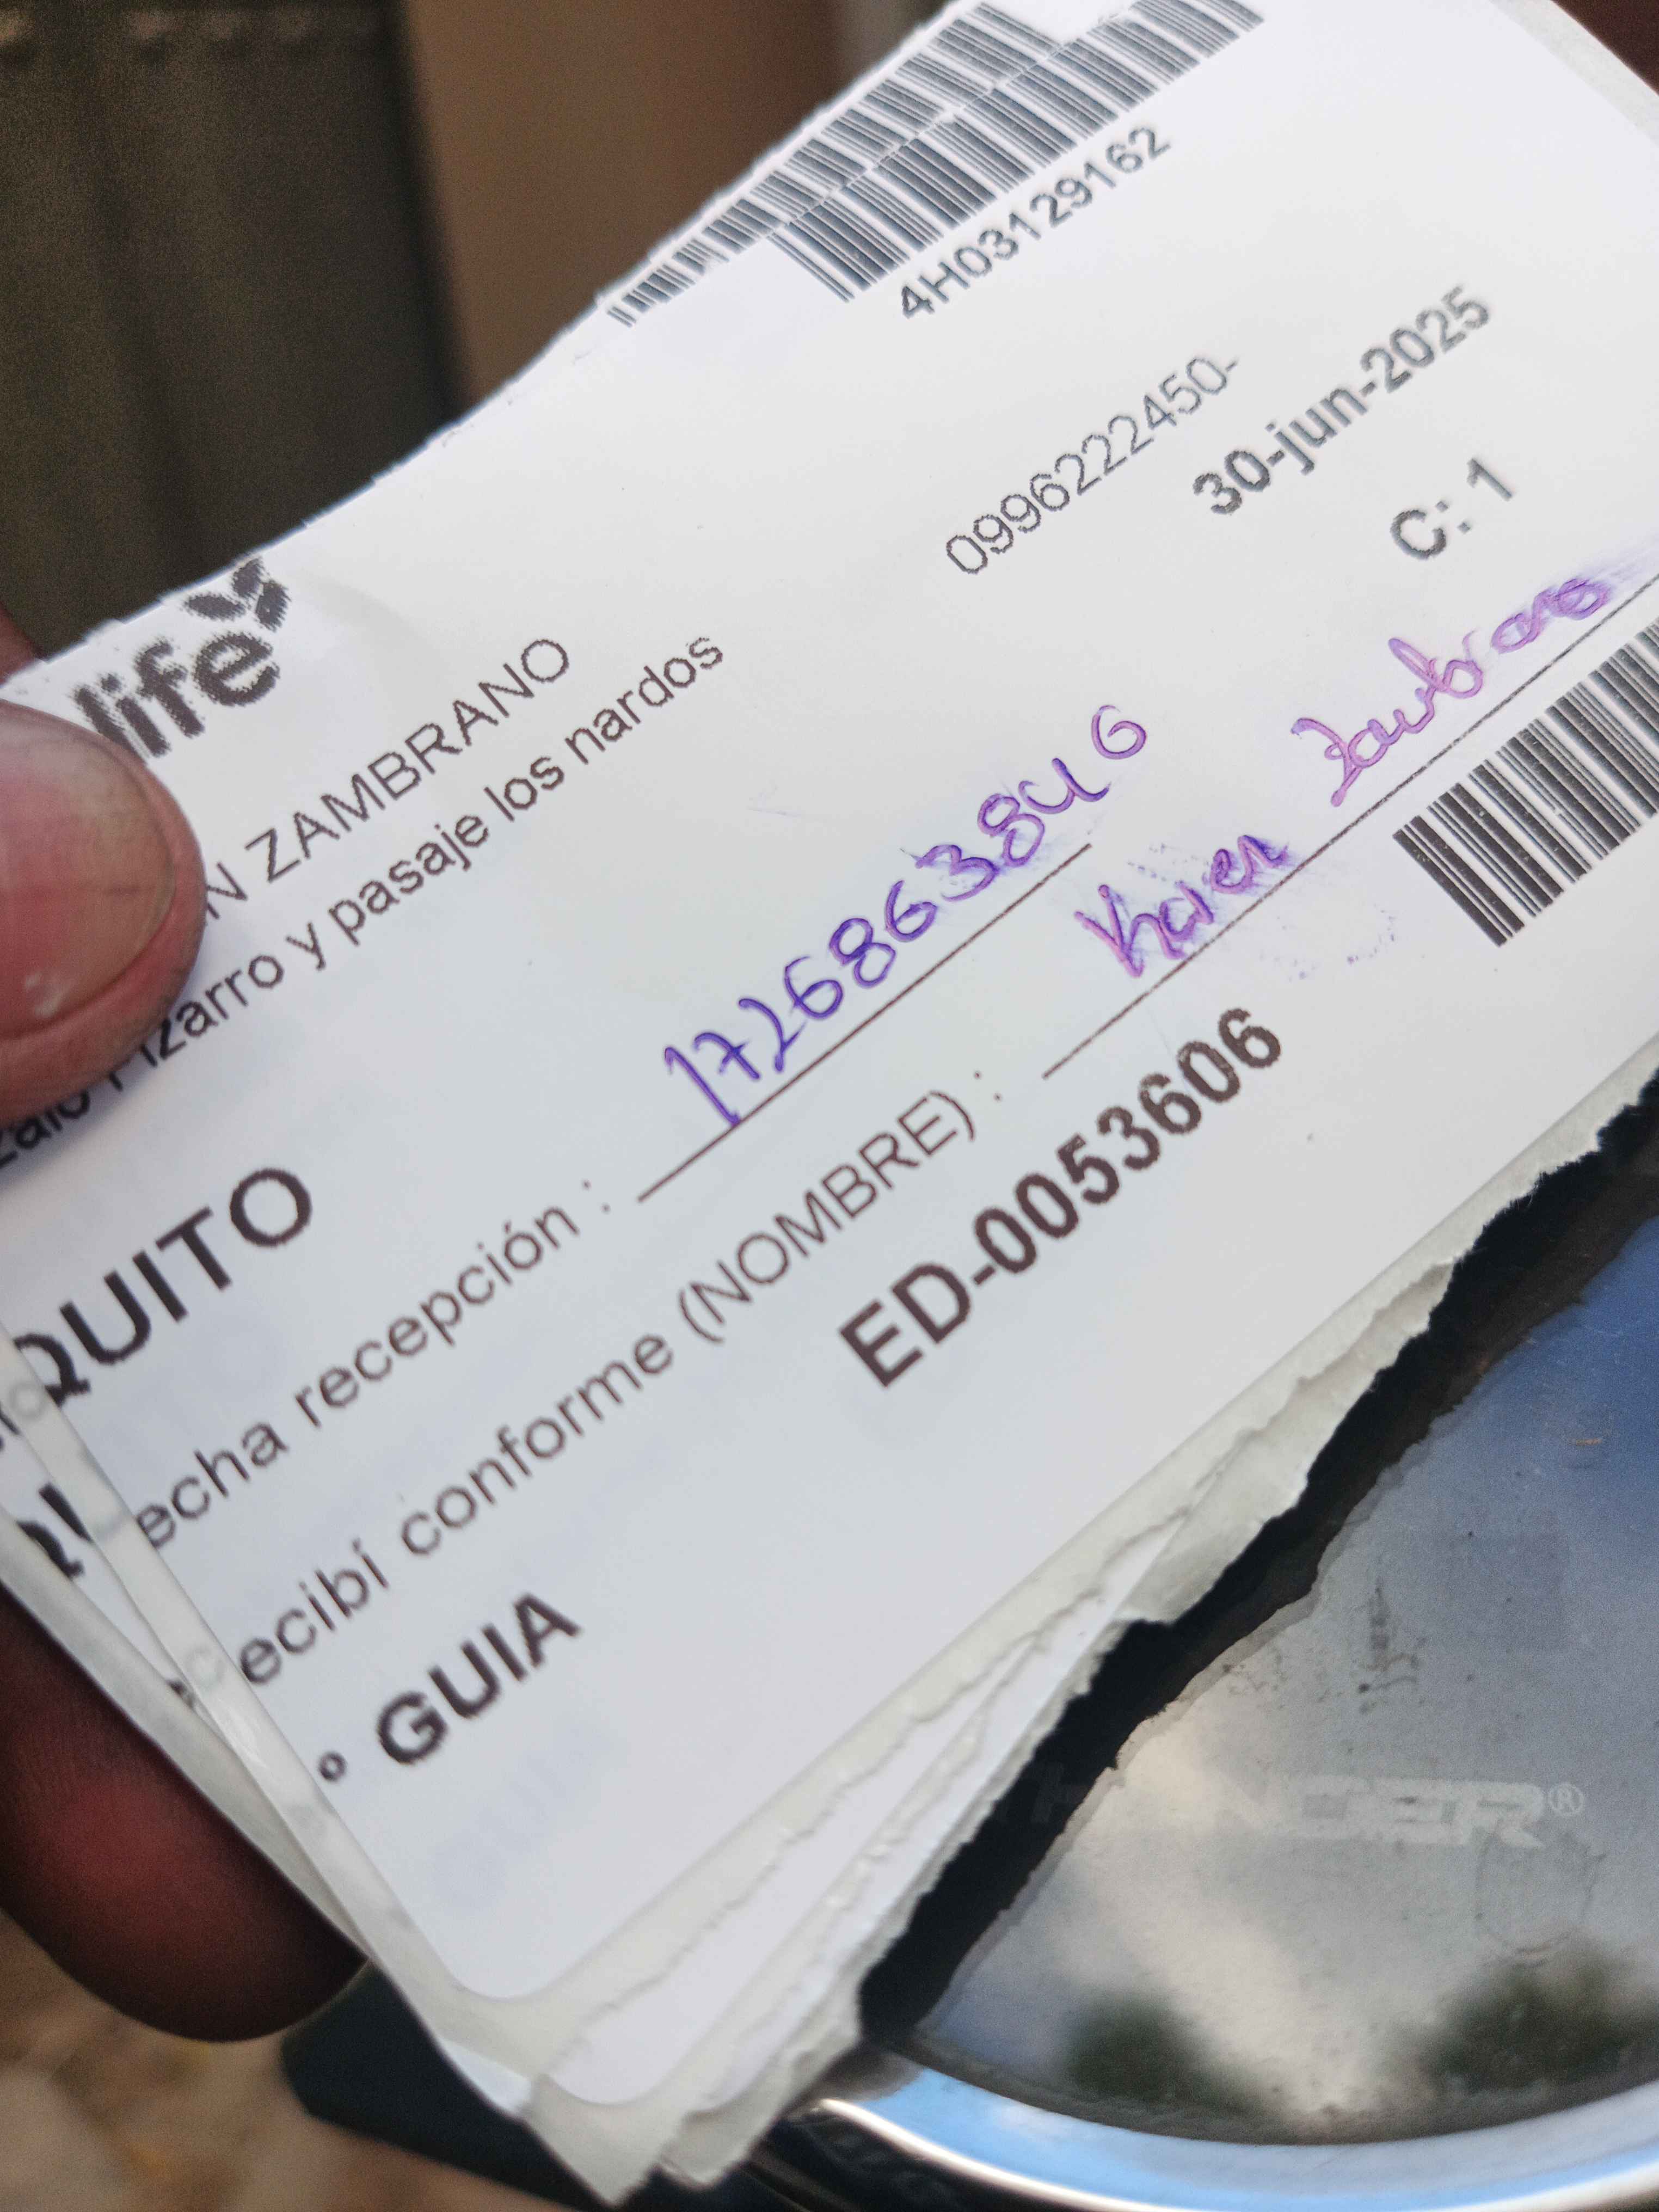 life
4H03129162
N ZAMBRANO
zalo Pizarro y pasaje los nardos
0996222450-
30-jun-2025
QUITO
C: 1
echa recepción : 1726863846
ecibí conforme (NOMBRE) : Karen Zambrano
° GUIA ED-0053606